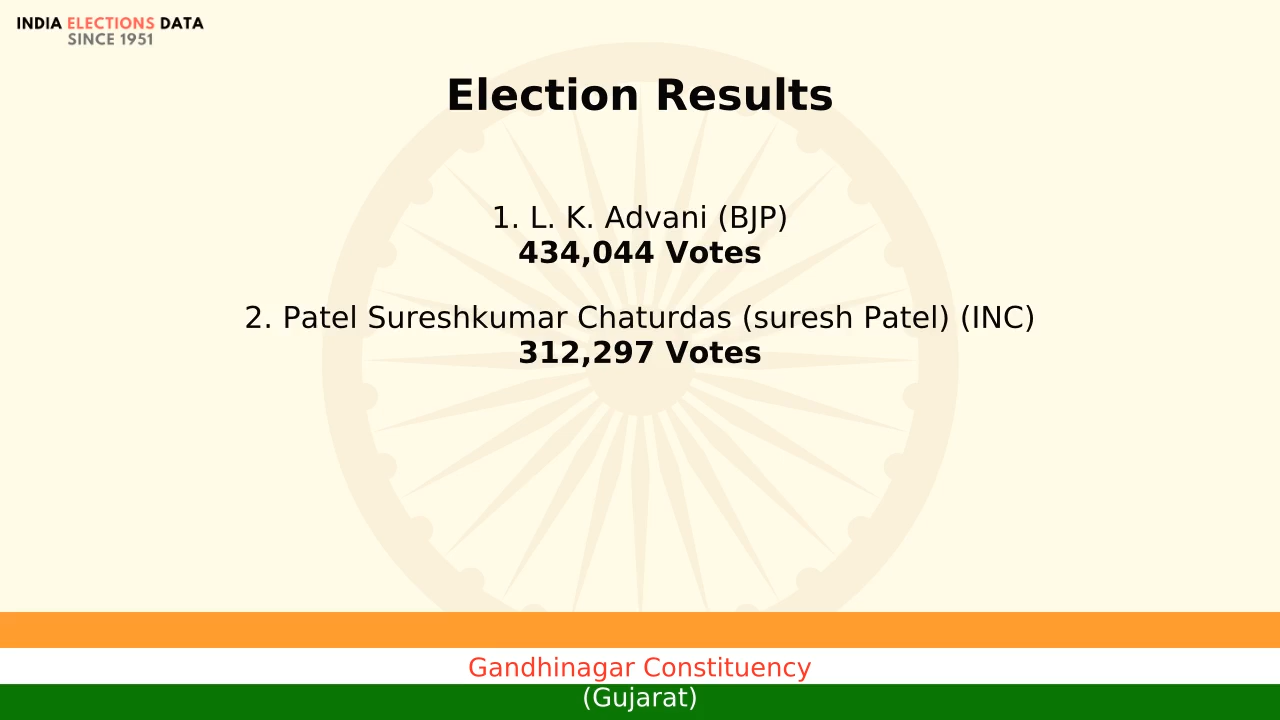 INDIA ELECTIONS DATA
SINCE 1951
Election Results
1. L. K. Advani (BJP)
434,044 Votes
2. Patel Sureshkumar Chaturdas (suresh Patel) (INC)
312,297 Votes
Gandhinagar Constituency
(Gujarat)